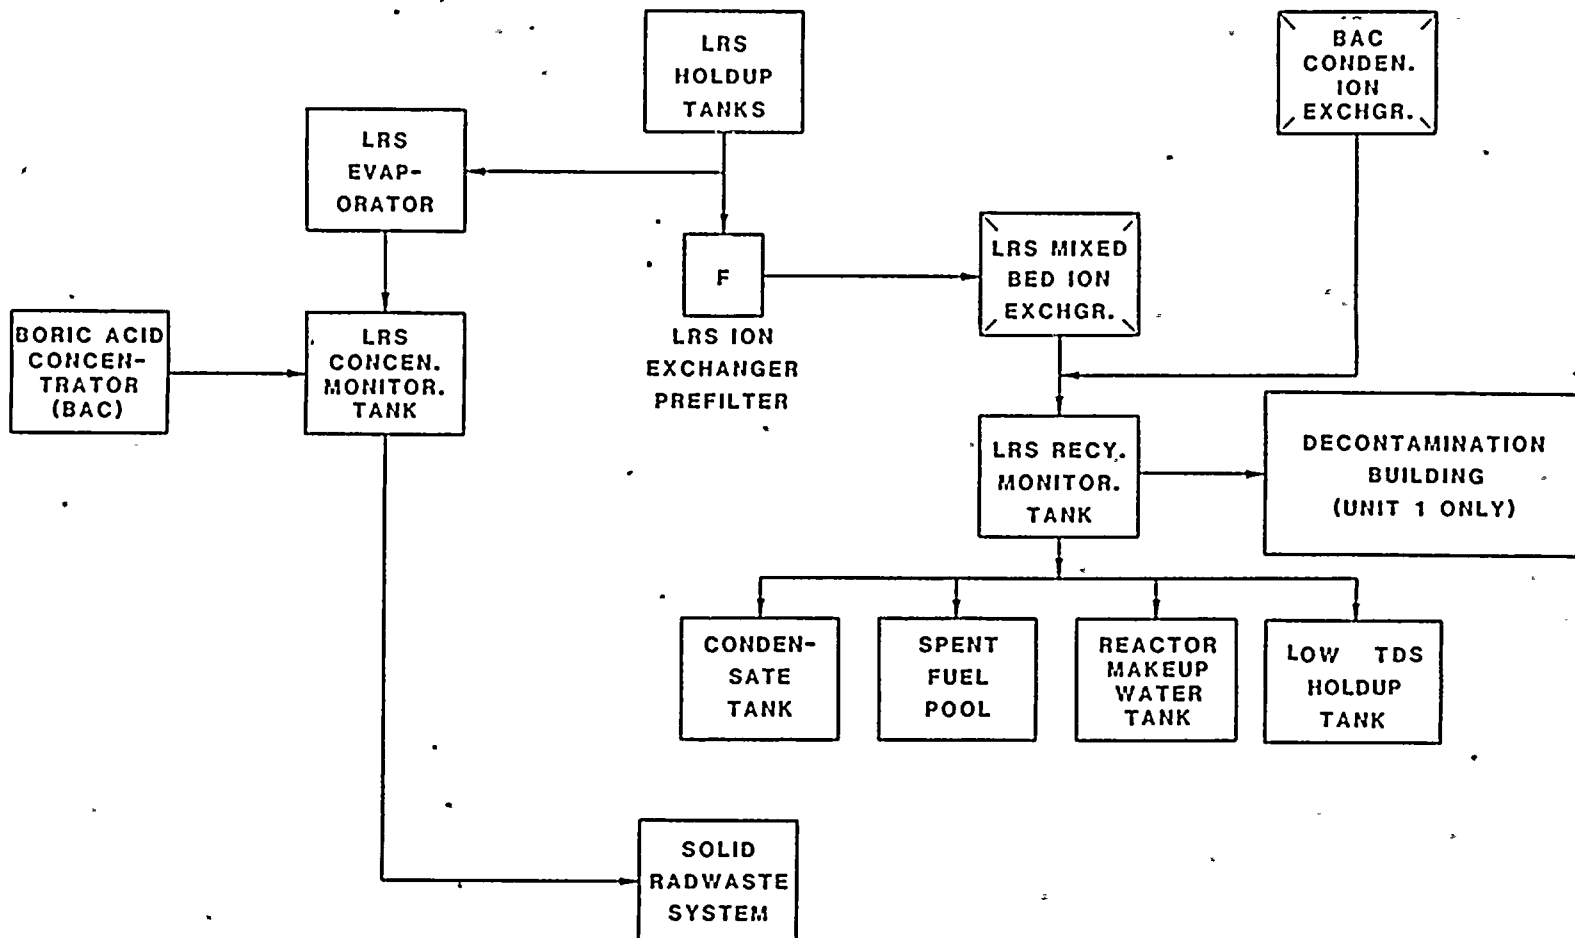 LRS
HOLDUP
TANKS
BAC
CONDEN.
ION
EXCHGR.
LRS
EVAP-
ORATOR
F
LRS ION
EXCHANGER
PREFILTER
LRS MIXED
BED ION
EXCHGR.
BORIC ACID
CONCEN-
TRATOR
(BAC)
LRS
CONCEN.
MONITOR.
TANK
LRS RECY.
MONITOR.
TANK
DECONTAMINATION
BUILDING
(UNIT 1 ONLY)
CONDEN-
SATE
TANK
SPENT
FUEL
POOL
REACTOR
MAKEUP
WATER
TANK
LOW TDS
HOLDUP
TANK
SOLID
RADWASTE
SYSTEM